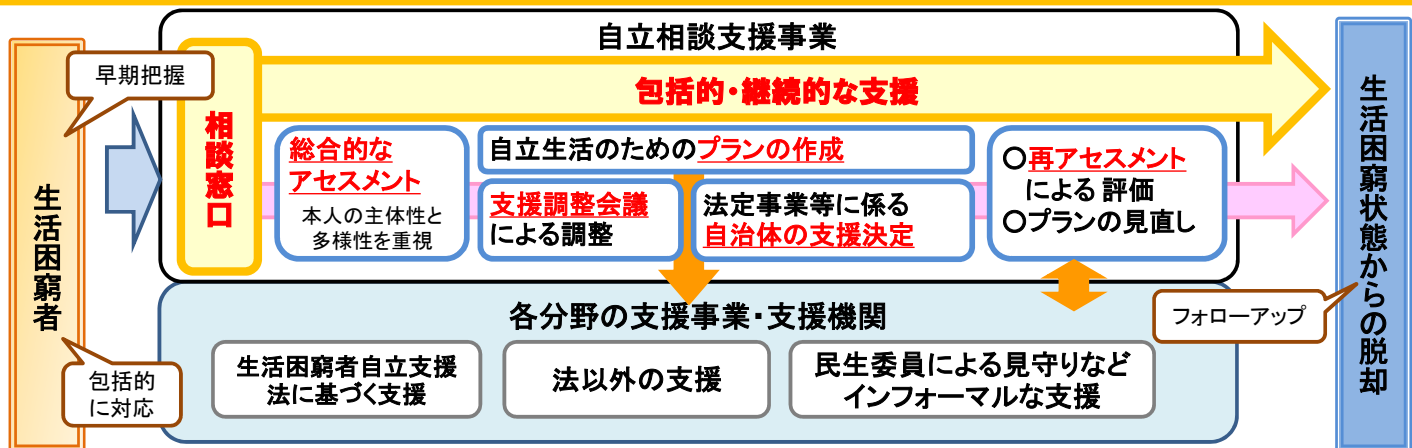 自立相談支援事業
早期把握
包括的・継続的な支援
相談窓口
総合的な
アセスメント
本人の主体性と
多様性を重視
自立生活のためのプランの作成
支援調整会議
による調整
法定事業等に係る
自治体の支援決定
○再アセスメント
による 評価
○プランの見直し
生活困窮者
包括的
に対応
各分野の支援事業・支援機関
生活困窮者自立支援
法に基づく支援
法以外の支援
民生委員による見守りなど
インフォーマルな支援
フォローアップ
生活困窮状態からの脱却